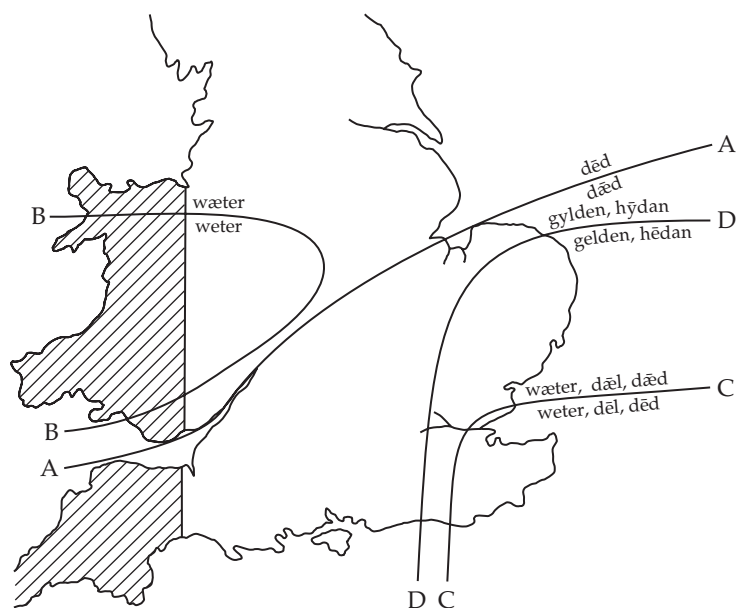 A
dēd
dǣd
B
wæter
weter
gylden, hȳdan
D
gelden, hēdan
wæter, dǣl, dǣd
C
weter, dēl, dēd
B
A
D C